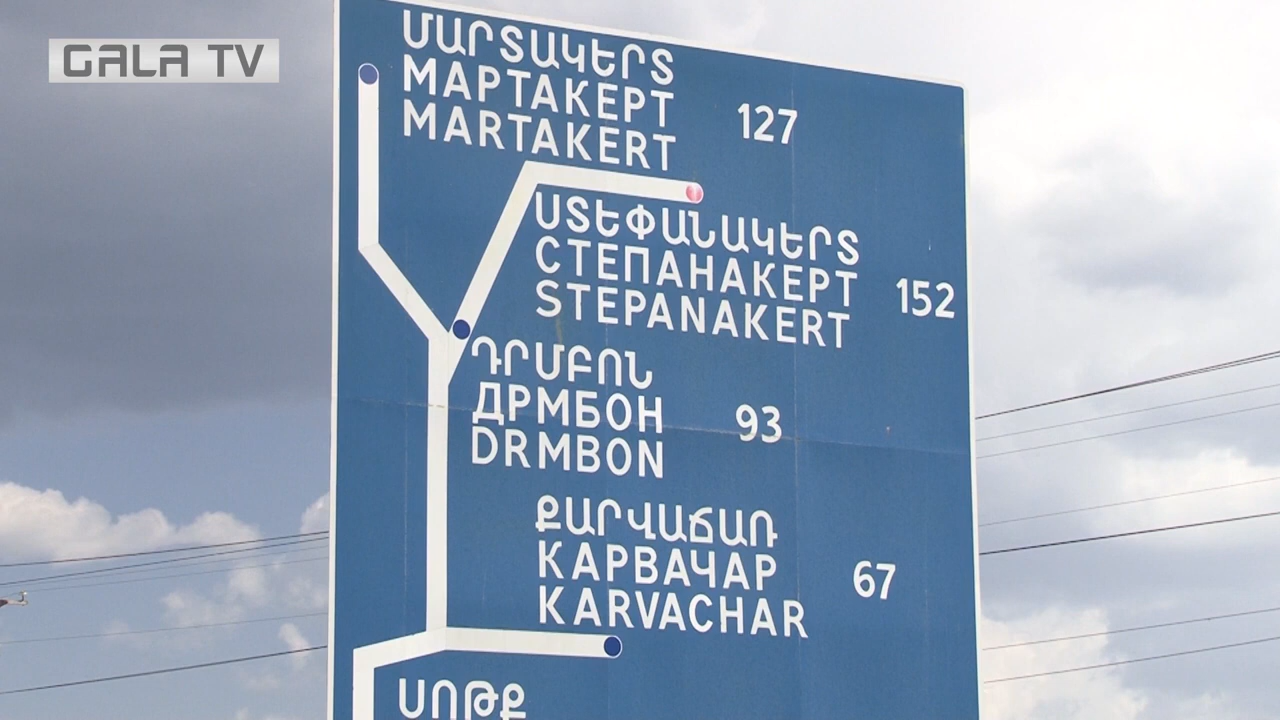 GALA TV
ՄԱՐՏԱԿԵՐՏ
МАРТАКЕРТ
MARTAKERT
127
ՍՏԵՓԱՆԱԿԵՐՏ
СТЕПАНАКЕРТ
STEPANAKERT
152
ԴՐՄԲՈՆ
ДРМБОН
DRMBON
93
ՔԱՐՎԱՃԱՌ
КАРВАЧАР
KARVACHAR
67
ՍՈԹՔ